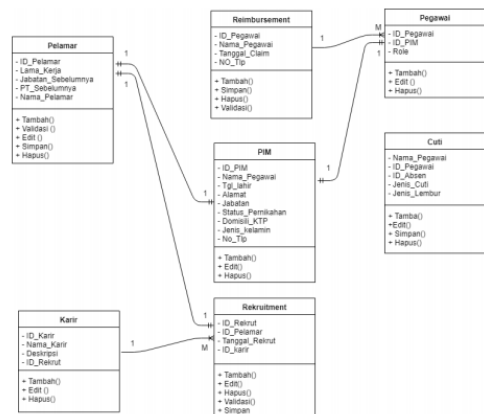 Pelamar
- ID_Pelamar
- Lama_Kerja
- Jabatan_Sebelumnya
- PT_Sebelumnya
- Nama_Pelamar
+ Tambah()
+ Validasi ()
+ Edit ()
+ Simpan()
+ Hapus()
1
1
Reimbursement
- ID_Pegawai
- Nama_Pegawai
- Tanggal_Claim
- NO_Tlp
+ Tambah()
+ Simpan()
+ Hapus()
+ Validasi()
1
M
Pegawai
- ID_Pegawai
- ID_PIM
- Role
+ Tambah()
+ Edit ()
+ Hapus()
1
PIM
- ID_PIM
- Nama_Pegawai
- Tgl_lahir
- Alamat
- Jabatan
- Status_Pernikahan
- Domisili_KTP
- Jenis_kelamin
- No_Tlp
+ Tambah()
+ Edit()
+ Hapus()
1
1
Cuti
- Nama_Pegawai
- ID_Pegawai
- ID_Absen
- Jenis_Cuti
- Jenis_Lembur
+ Tamba()
+Edit()
+ Simpan()
+ Hapus()
Karir
- ID_Karir
- Nama_Karir
- Deskripsi
- ID_Rekrut
+ Tambah()
+ Edit ()
+ Hapus()
1
1
M
Rekruitment
- ID_Rekrut
- ID_Pelamar
- Tanggal_Rekrut
- ID_karir
+ Tambah()
+ Edit()
+ Hapus()
+ Validasi()
+ Simpan